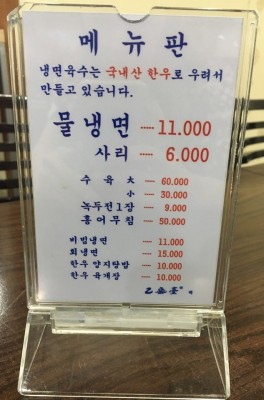 메뉴판
냉면육수는 국내산 한우로 우려서
만들고 있습니다.
물냉면 ----- 11.000
사리 ---- 6.000
수육 大 — 60.000
小 — 30.000
녹두전1장 — 9.000
홍어무침 — 50.000
비빔냉면 — 11.000
회냉면 — 15.000
한우 양지탕밥 — 10.000
한우 육개장 — 10.000